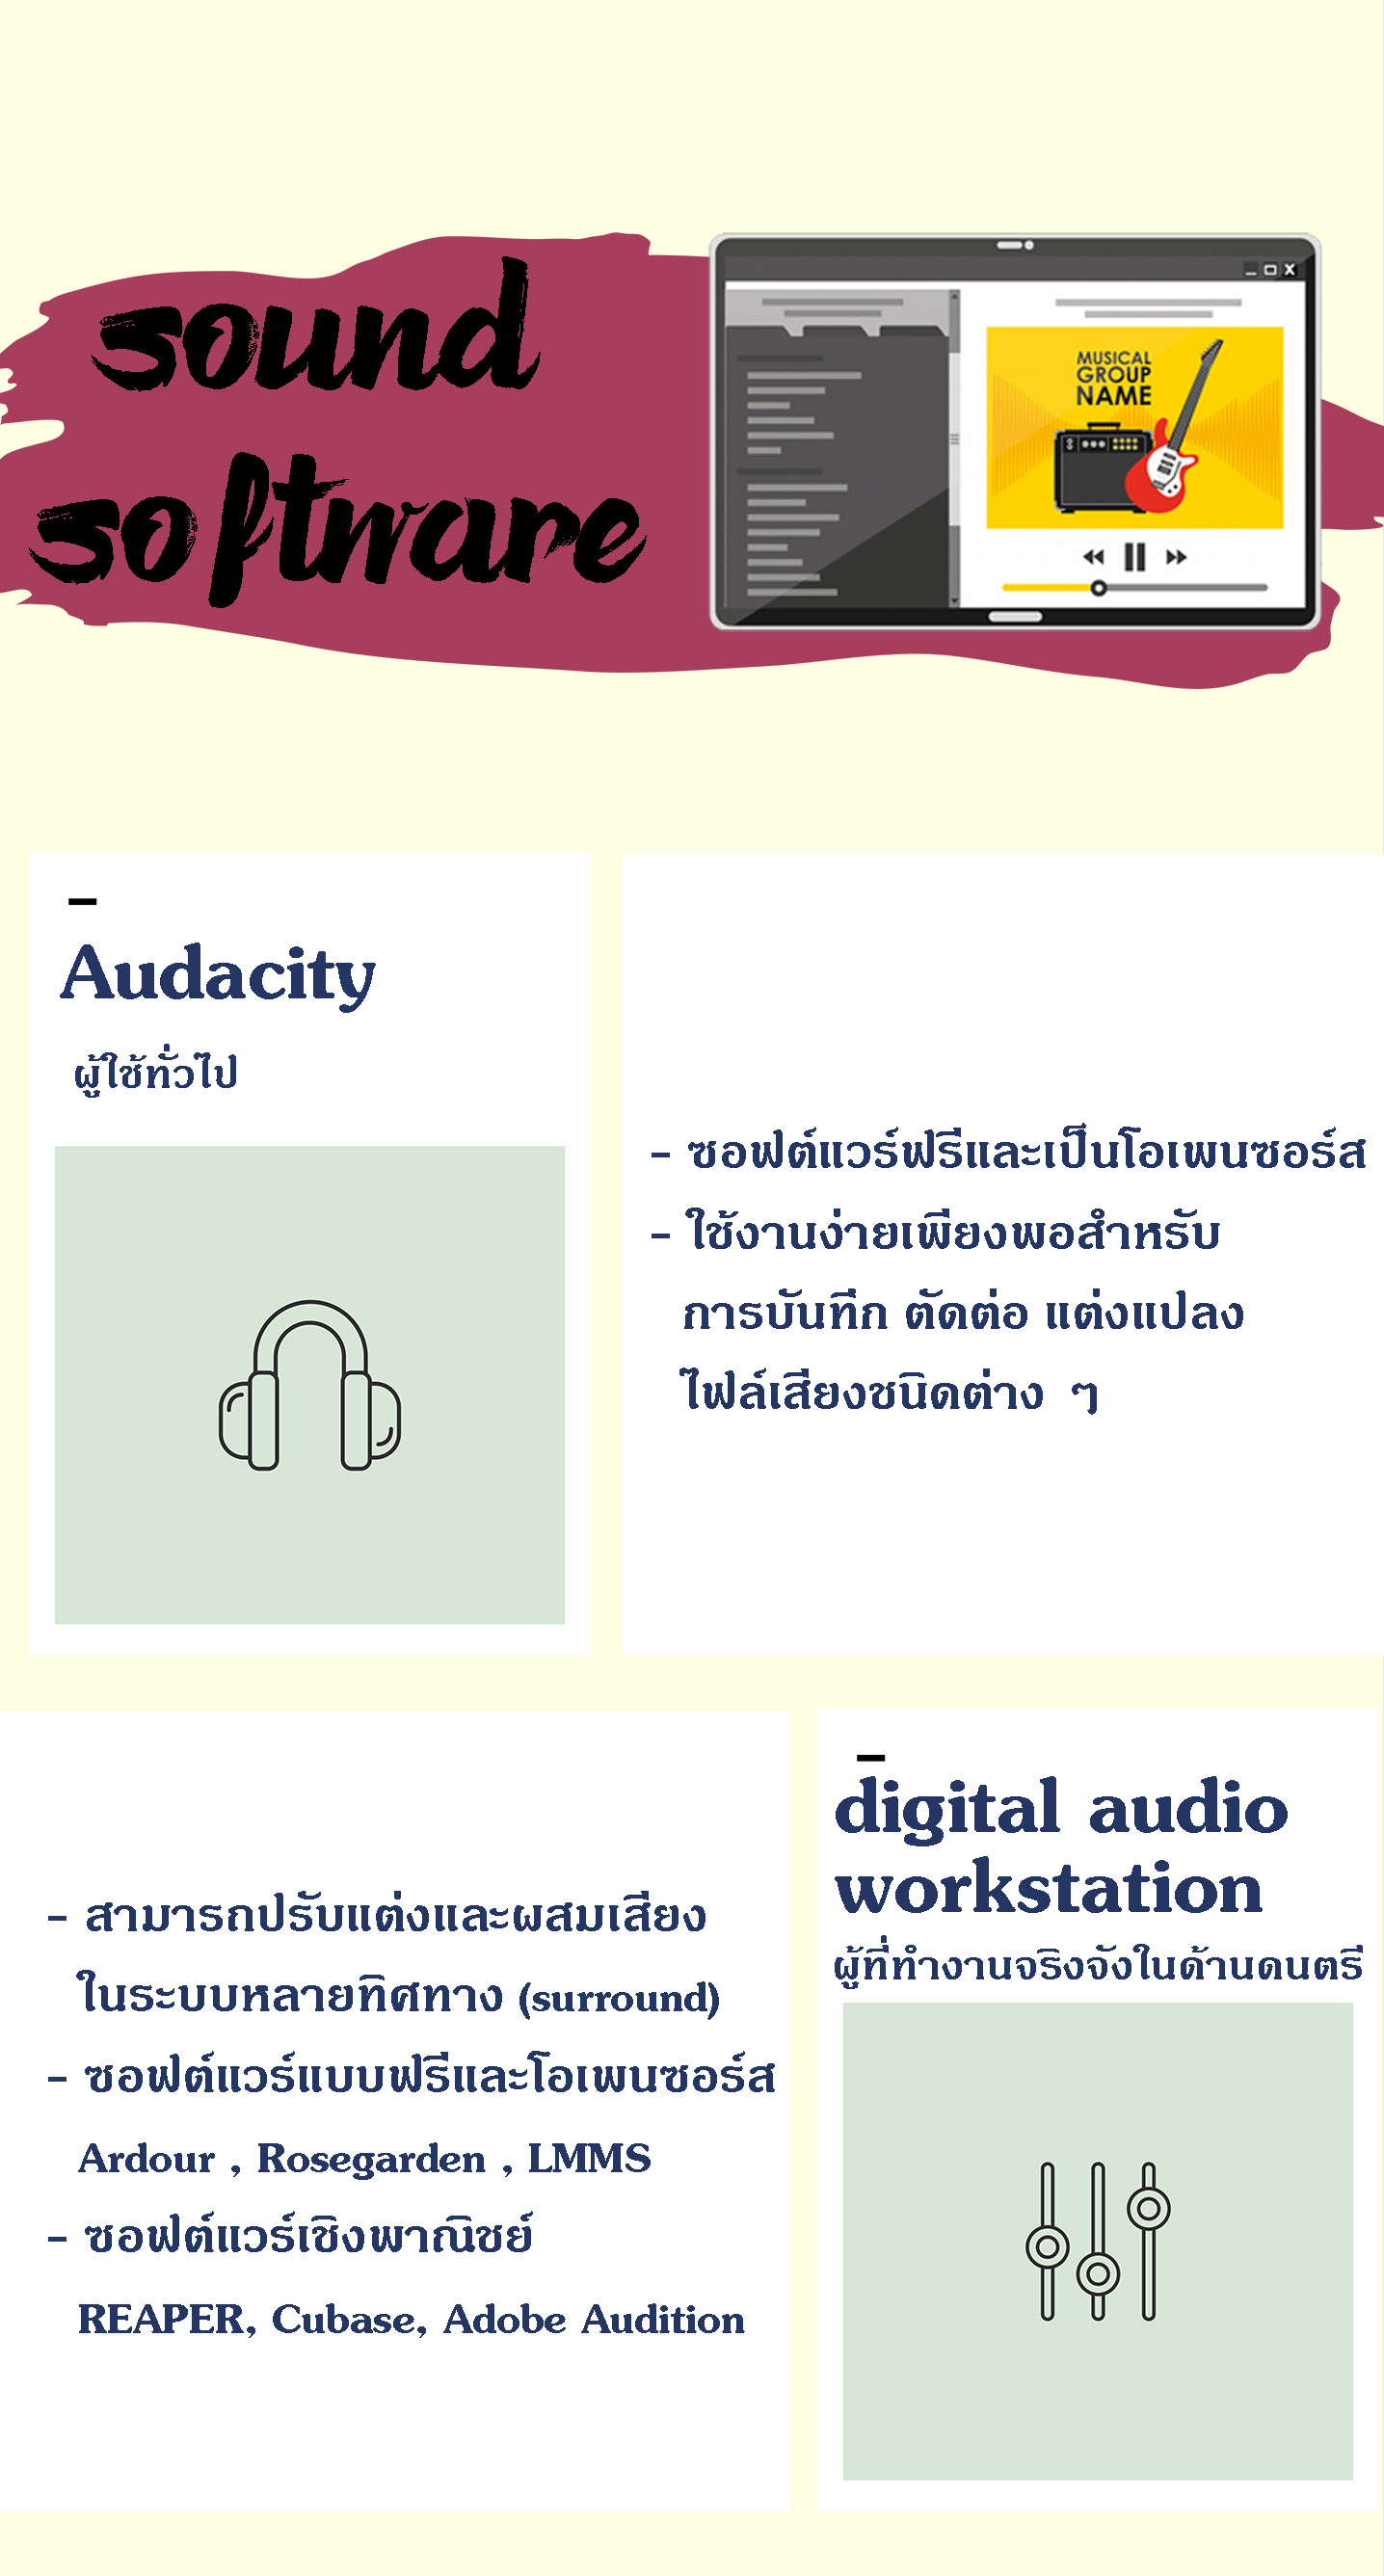 sound
software
MUSICAL
GROUP
NAME
Audacity
ผู้ใช้ทั่วไป
- ซอฟต์แวร์ฟรีและเป็นโอเพนซอร์ส
- ใช้งานง่ายเพียงพอสำหรับ
การบันทึก ตัดต่อ แต่งแปลง
ไฟล์เสียงชนิดต่าง ๆ
digital audio
workstation
ผู้ที่ทำงานจริงจังในด้านดนตรี
- สามารถปรับแต่งและผสมเสียง
ในระบบหลายทิศทาง (surround)
- ซอฟต์แวร์แบบฟรีและโอเพนซอร์ส
Ardour , Rosegarden , LMMS
- ซอฟต์แวร์เชิงพาณิชย์
REAPER, Cubase, Adobe Audition